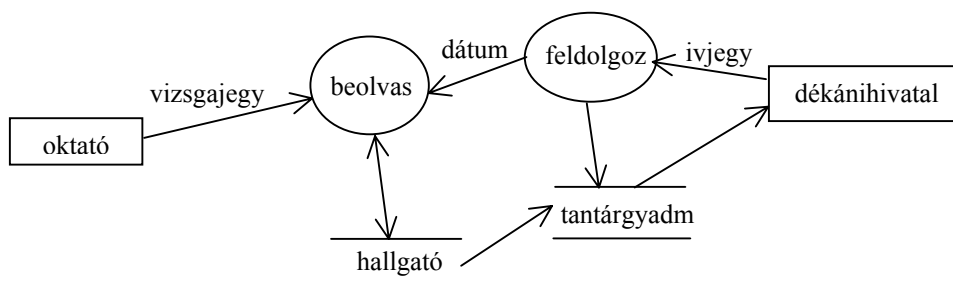 dátum
feldolgoz
ivjegy
beolvas
vizsgajegy
dékánihivatal
oktató
tantárgyadm
hallgató